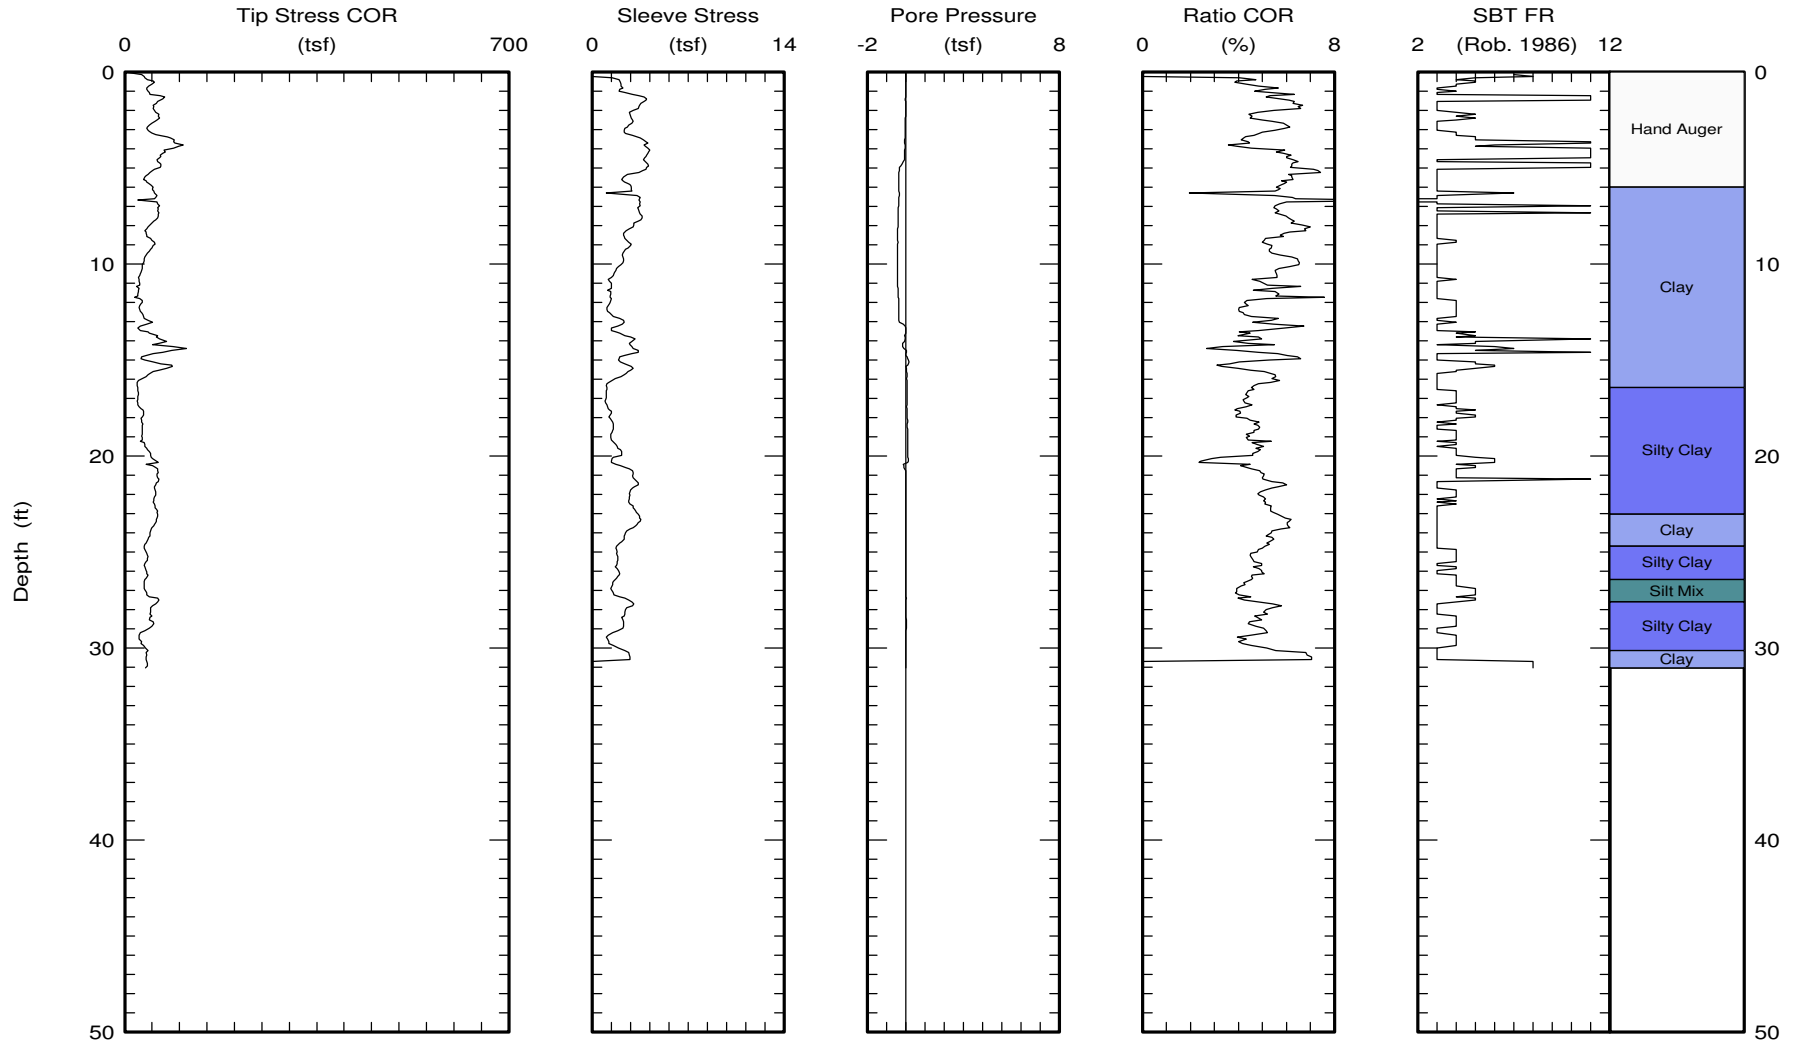 Tip Stress COR Sleeve Stress Pore Pressure Ratio COR SBT FR
0 (tsf) 700 0 (tsf) 14 -2 (tsf) 8 0 (%) 8 2 (Rob. 1986) 12
0 0
Hand Auger
10 10
Clay
20 Silty Clay 20
Depth (ft)
Clay
Silty Clay
Silt Mix
Silty Clay
30 30
Clay
40 40
50 50